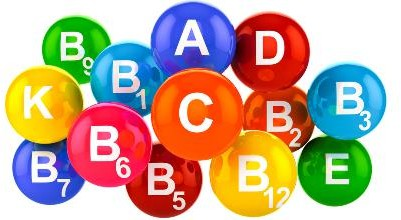 A D
B₉ B₁ B₃
K C B₂
B₆
B₇ B₅ B₁₂ E